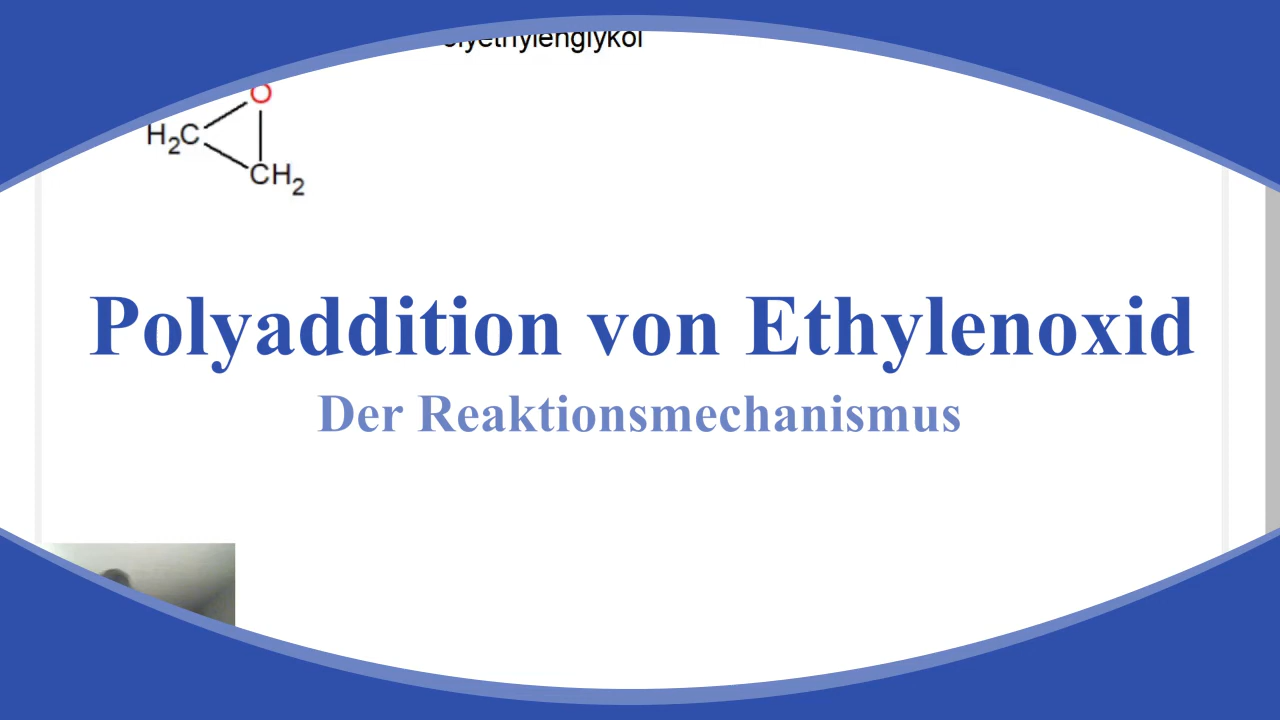 O
H₂C
CH₂
Polyaddition von Ethylenoxid
Der Reaktionsmechanismus